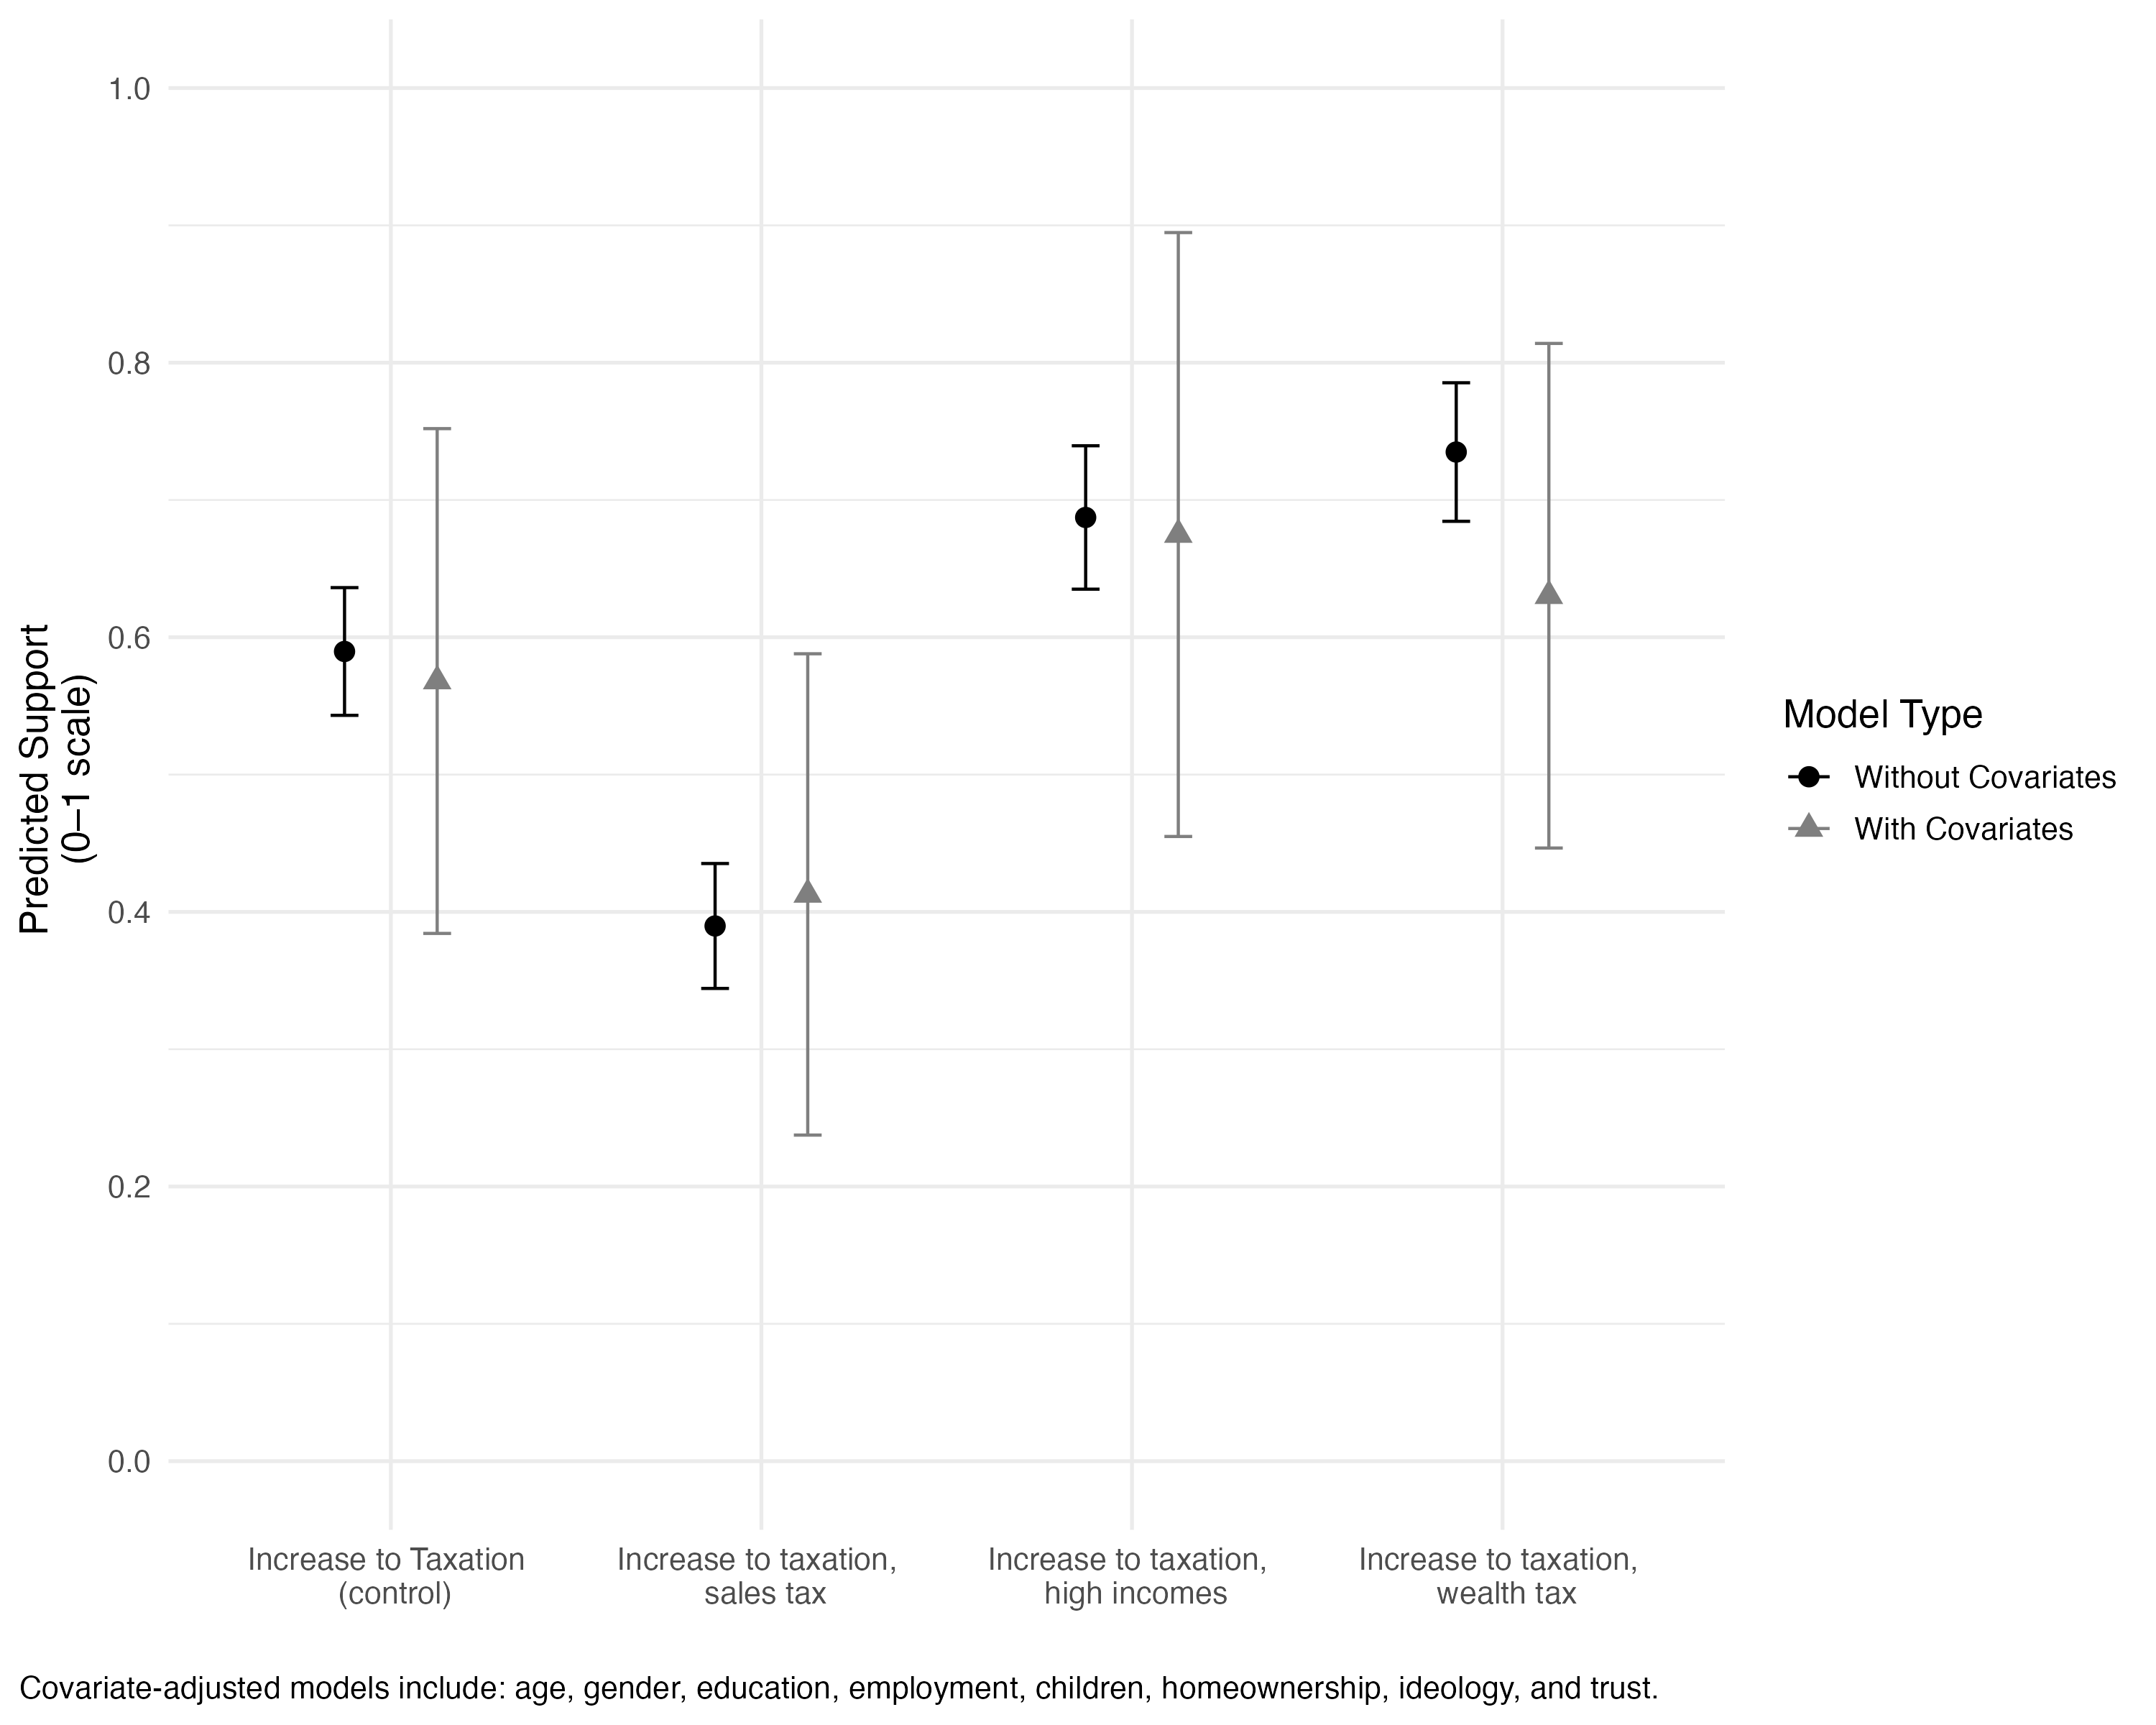 Predicted Support
(0–1 scale)
1.0
0.8
0.6
0.4
0.2
0.0
Increase to Taxation
(control)
Increase to taxation,
sales tax
Increase to taxation,
high incomes
Increase to taxation,
wealth tax
Model Type
Without Covariates
With Covariates
Covariate-adjusted models include: age, gender, education, employment, children, homeownership, ideology, and trust.